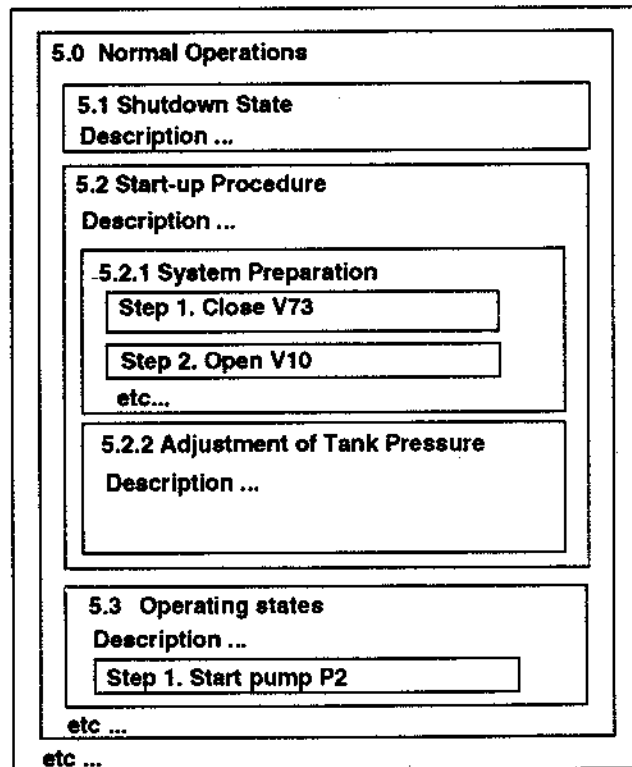 5.0 Normal Operations
5.1 Shutdown State
Description ...
5.2 Start-up Procedure
Description ...
5.2.1 System Preparation
Step 1. Close V73
Step 2. Open V10
etc...
5.2.2 Adjustment of Tank Pressure
Description ...
5.3 Operating states
Description ...
Step 1. Start pump P2
etc ...
etc ...